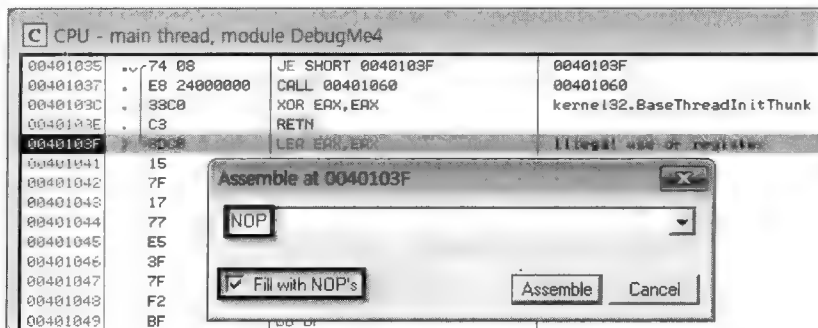 C CPU - main thread, module DebugMe4
00401035 74 08 JE SHORT 0040103F 0040103F
00401037 . E8 24000000 CALL 00401060 00401060
0040103C . 33C0 XOR EAX,EAX kernel32.BaseThreadInitThunk
0040103E . C3 RETN
0040103F 8DC0 LEA EAX,EAX Illegal use of register
00401041 15
00401042 7F
00401043 17
00401044 77
00401045 E5
00401046 3F
00401047 7F
00401048 F2
00401049 BF
Assemble at 0040103F
NOP
Fill with NOP's
Assemble Cancel